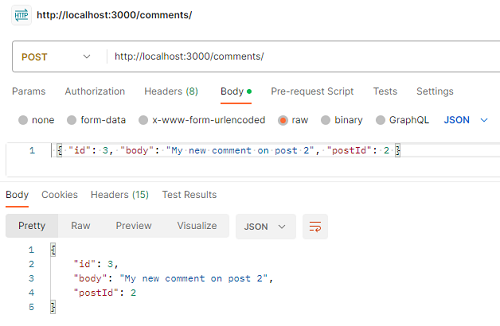 HTTP http://localhost:3000/comments/
POST http://localhost:3000/comments/
Params Authorization Headers (8) Body Pre-request Script Tests Settings
none form-data x-www-form-urlencoded raw binary GraphQL JSON
1 { "id": 3, "body": "My new comment on post 2", "postId": 2 }
Body Cookies Headers (15) Test Results
Pretty Raw Preview Visualize JSON
1 {
2 "id": 3,
3 "body": "My new comment on post 2",
4 "postId": 2
5 }